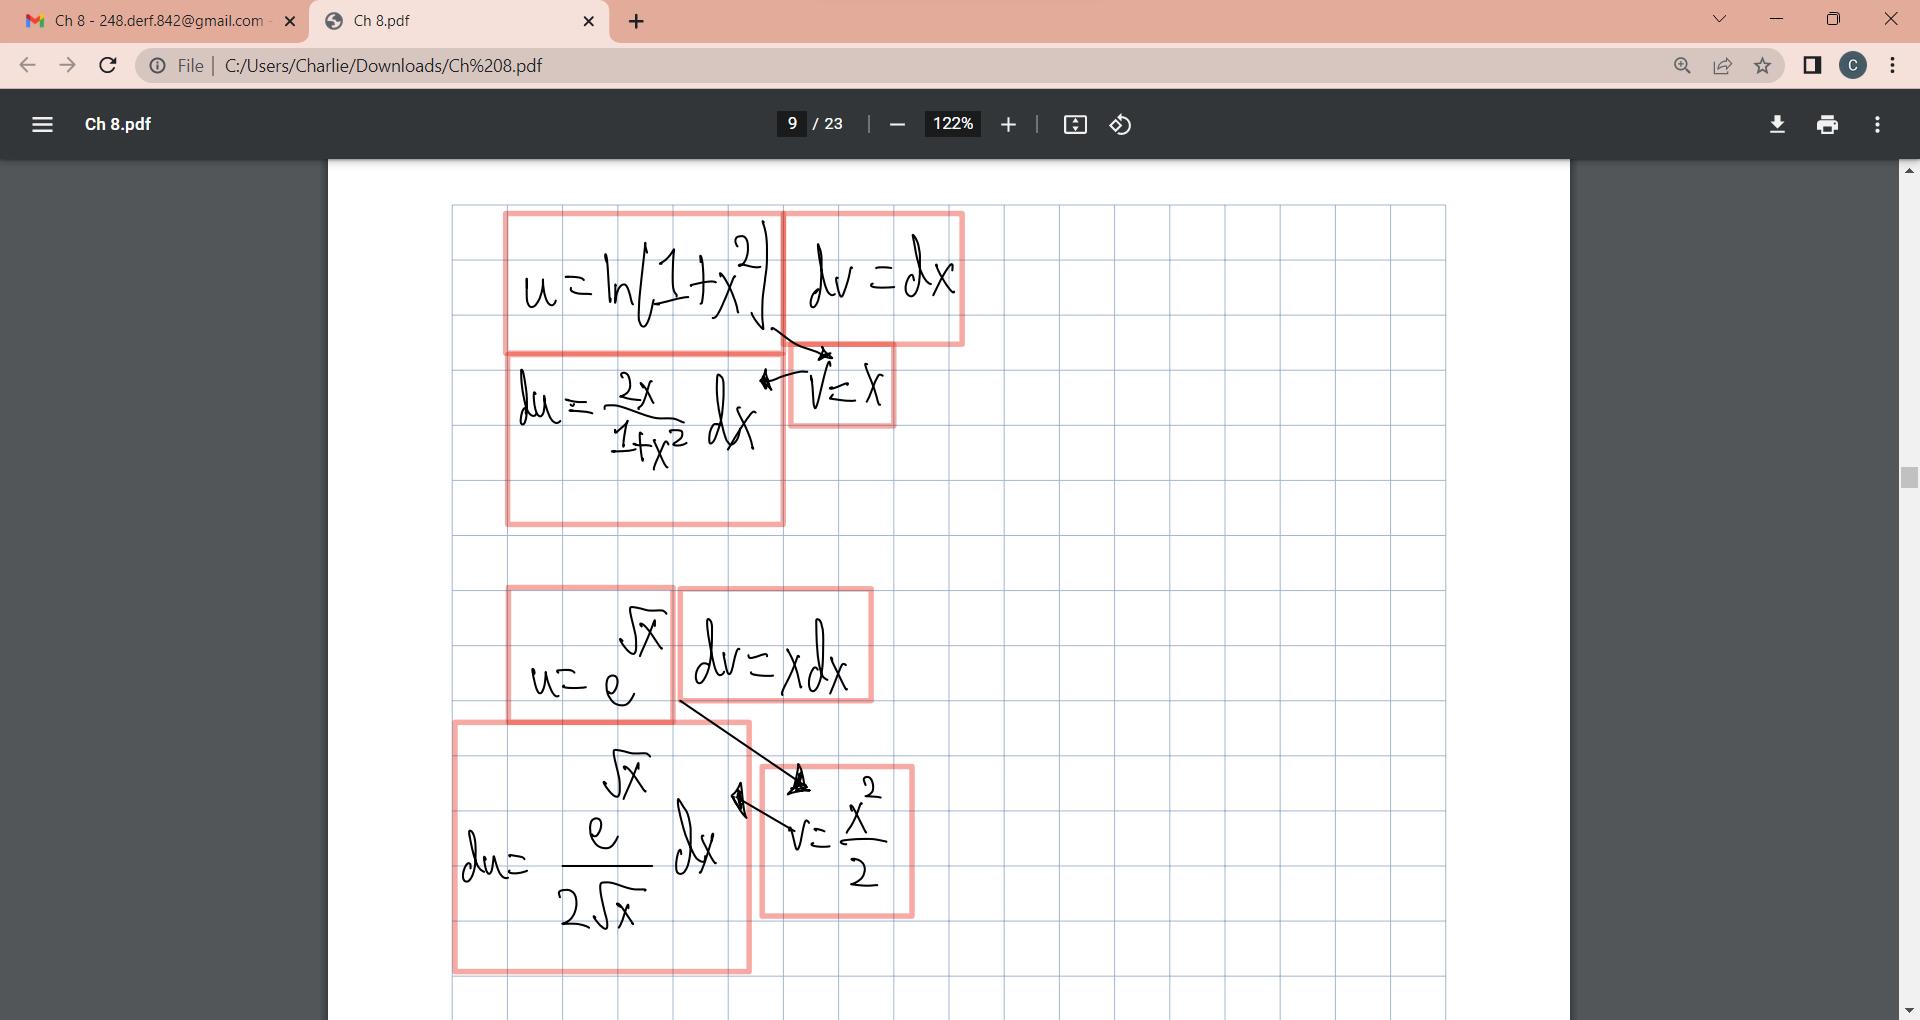 Ch 8 - 248.derf.842@gmail.com -
Ch 8.pdf
File | C:/Users/Charlie/Downloads/Ch%208.pdf
C
Ch 8.pdf
9 / 23 | − 122% + |
u = ln(1+x²) dv = dx
du = 2x/(1+x²) dx v = x
u = e^√x dv = xdx
du = e^√x/(2√x) dx v = x²/2